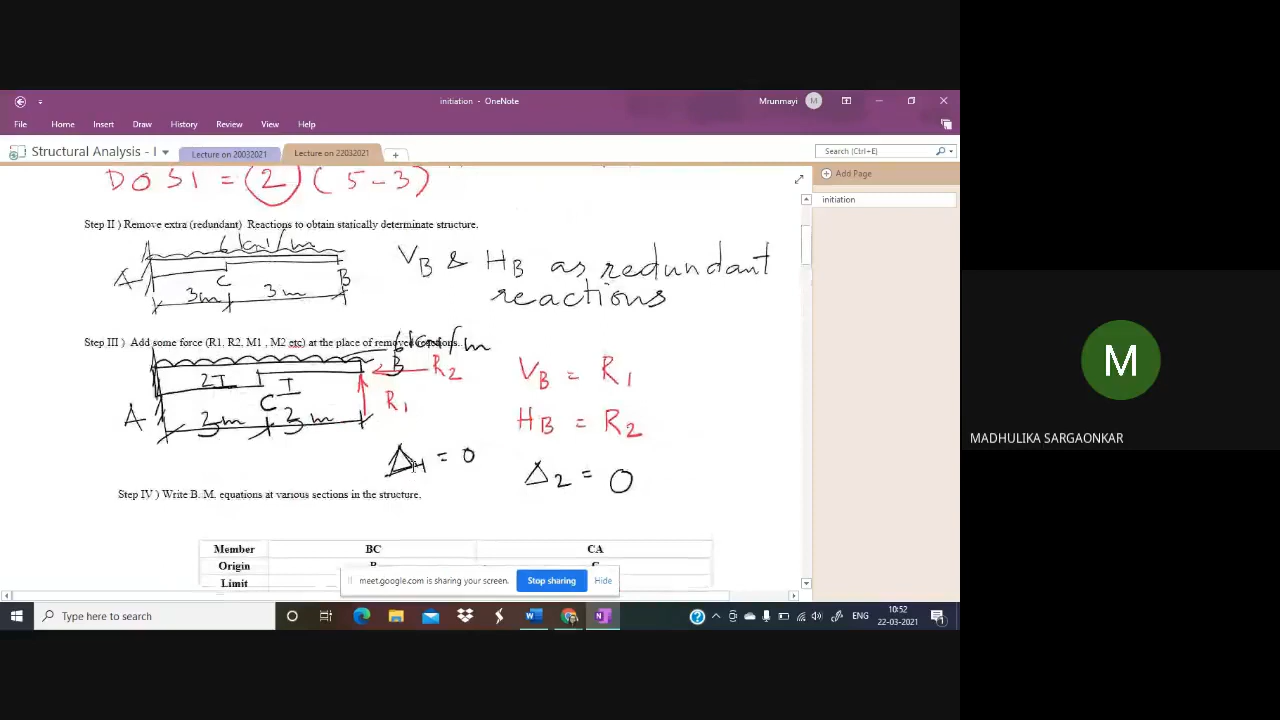 initiation - OneNote
Mrunmayi M
File Home Insert Draw History Review View Help
Structural Analysis - I Lecture on 20032021 Lecture on 22032021 + Search (Ctrl+E)
Add Page
initiation
D O S I = 2 ( 5 - 3 )
Step II ) Remove extra (redundant) Reactions to obtain statically determinate structure.
6 kN/m
A C B
3m 3m
VB & HB as redundant
reactions
Step III ) Add some force (R1, R2, M1 , M2 etc) at the place of removed reactions.
6 kN/m
B R2
2I I
R1
A C
3m 3m
VB = R1
HB = R2
Δ1 = 0
Δ2 = 0
Step IV ) Write B. M. equations at various sections in the structure.
Member BC CA
Origin B C
Limit
meet.google.com is sharing your screen. Stop sharing Hide
M
MADHULIKA SARGAONKAR
Type here to search
ENG
10:52
22-03-2021